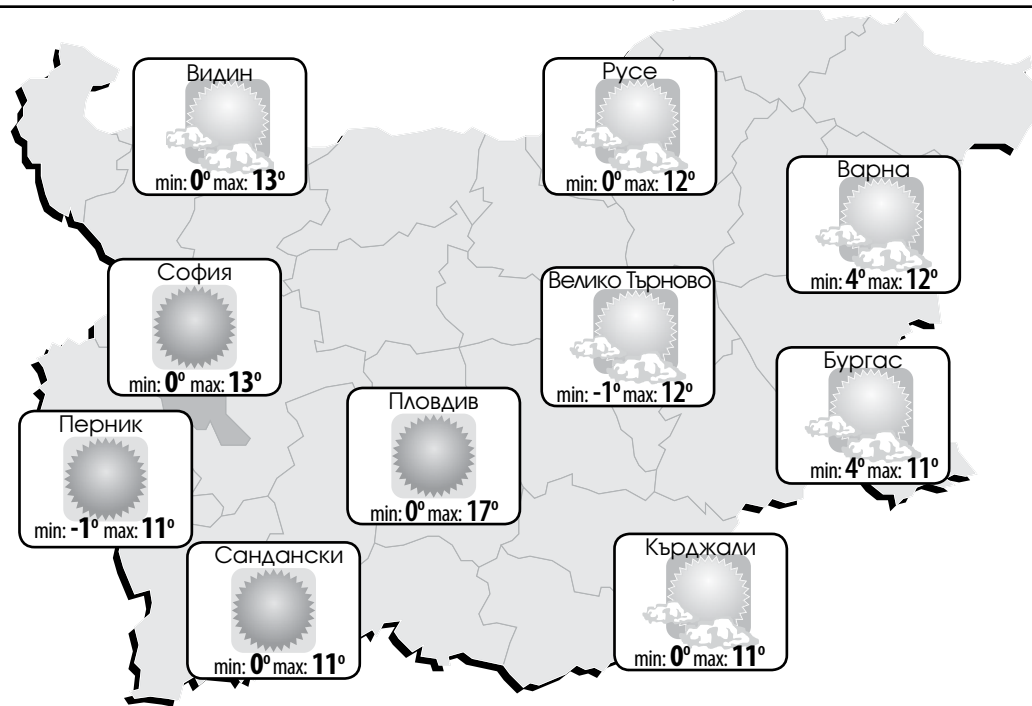 Видин
min: 0° max: 13°
Русе
min: 0° max: 12°
Варна
min: 4° max: 12°
София
min: 0° max: 13°
Велико Търново
min: -1° max: 12°
Бургас
min: 4° max: 11°
Пловдив
min: 0° max: 17°
Перник
min: -1° max: 11°
Сандански
min: 0° max: 11°
Кърджали
min: 0° max: 11°